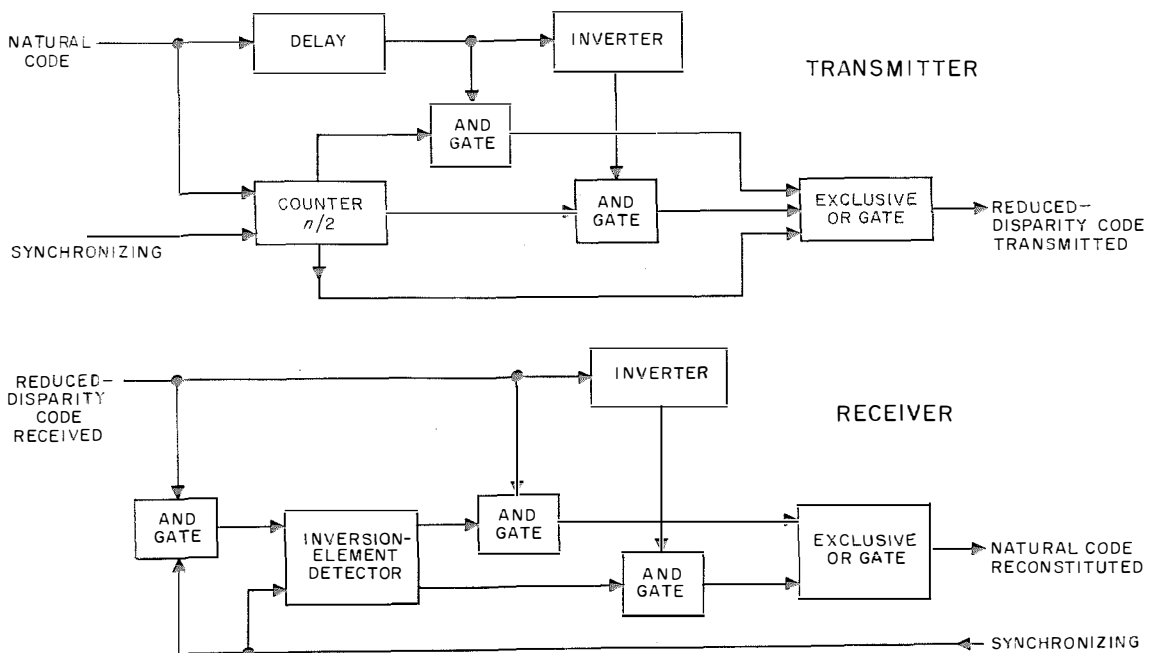 NATURAL
CODE
DELAY
INVERTER
TRANSMITTER
AND
GATE
COUNTER
n/2
AND
GATE
EXCLUSIVE
OR GATE
REDUCED-
DISPARITY CODE
TRANSMITTED
SYNCHRONIZING
REDUCED-
DISPARITY
CODE
RECEIVED
INVERTER
RECEIVER
AND
GATE
INVERSION-
ELEMENT
DETECTOR
AND
GATE
AND
GATE
EXCLUSIVE
OR GATE
NATURAL CODE
RECONSTITUTED
SYNCHRONIZING